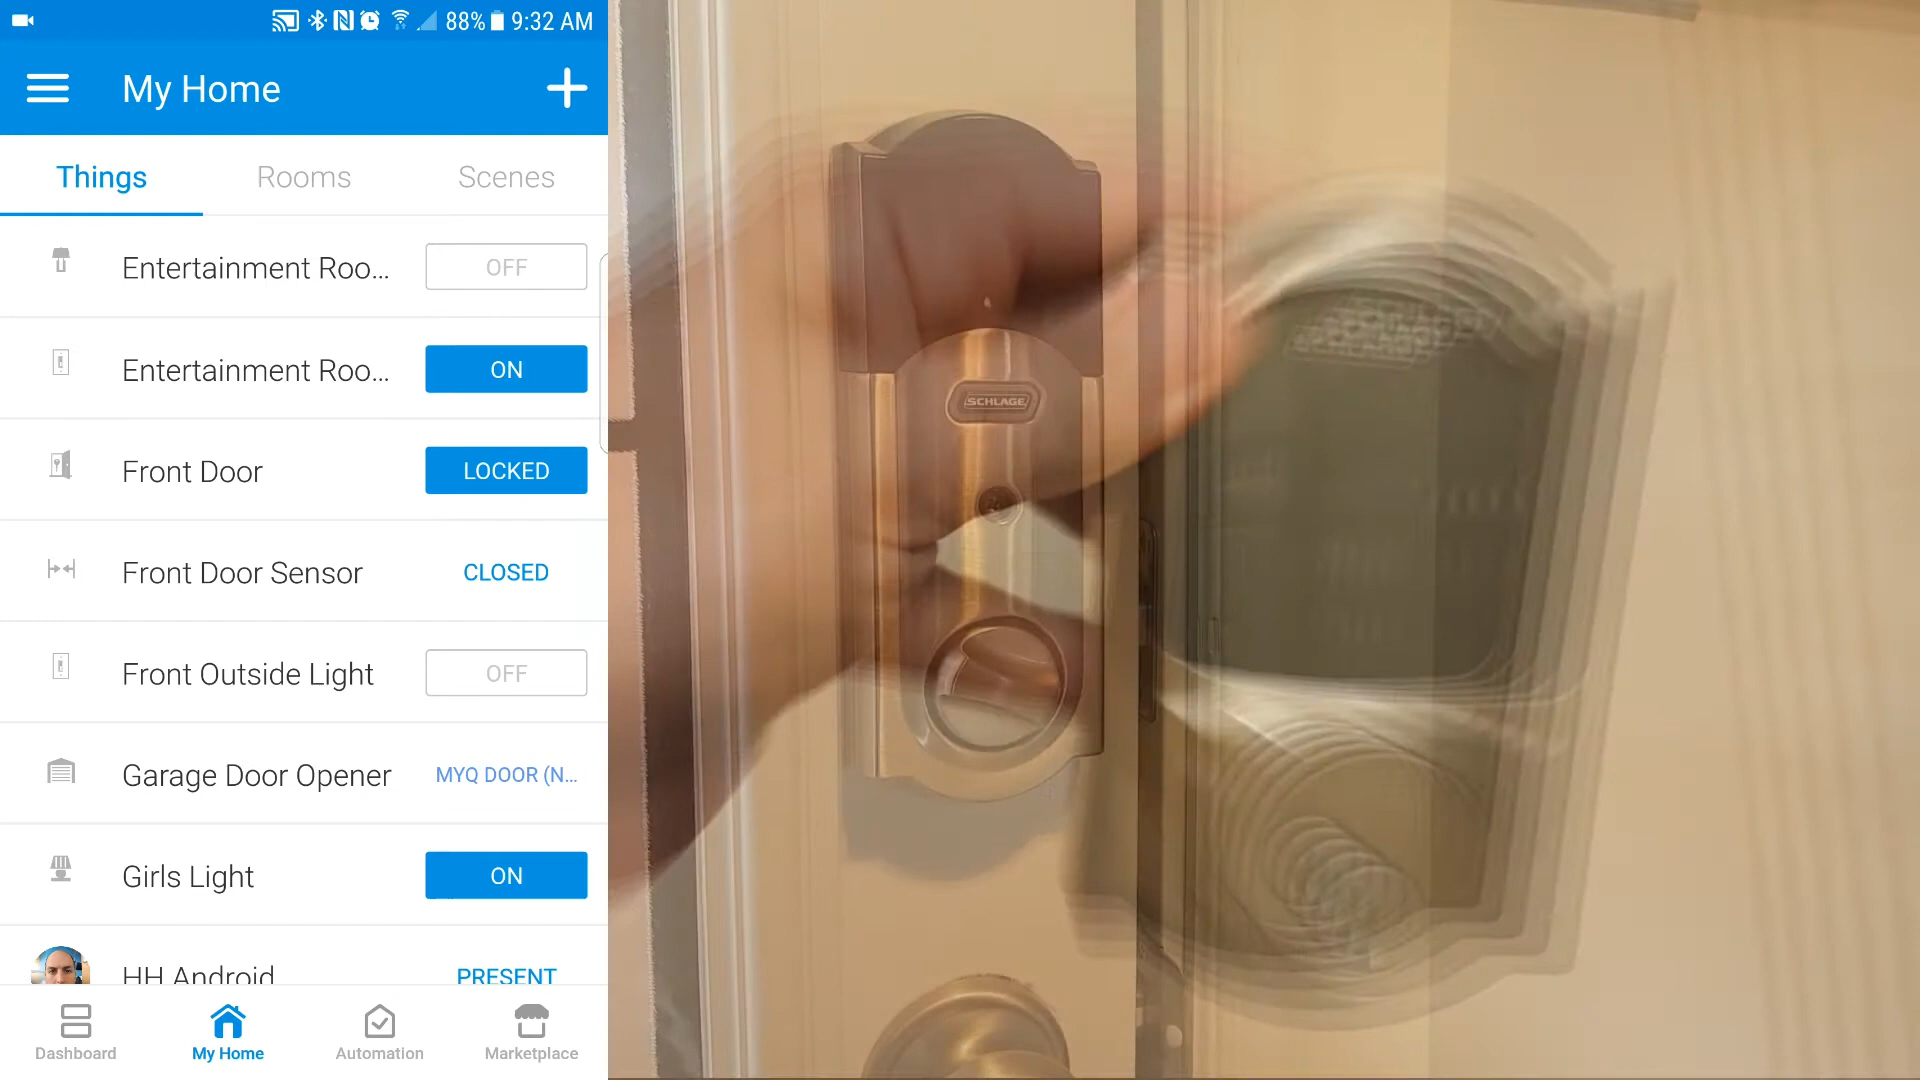 88% 9:32 AM
My Home
Things Rooms Scenes
Entertainment Roo... OFF
Entertainment Roo... ON
Front Door LOCKED
Front Door Sensor CLOSED
Front Outside Light OFF
Garage Door Opener MYQ DOOR (N...
Girls Light ON
HH Android PRESENT
Dashboard My Home Automation Marketplace
SCHLAGE
SCHLAGE